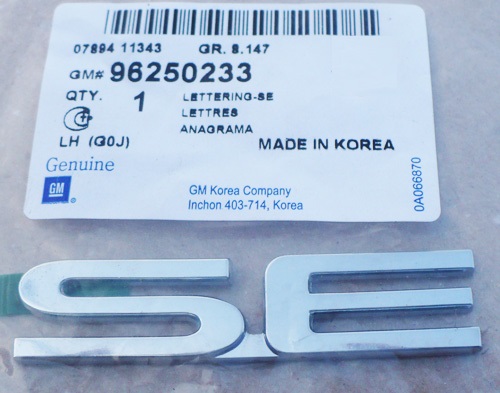 07894 11343 GR. 8.147
GM# 96250233
QTY. 1 LETTERING-SE
LETTRES
ANAGRAMA
LH (G0J) MADE IN KOREA
Genuine
GM
GM Korea Company
Inchon 403-714, Korea
0A066870
SE